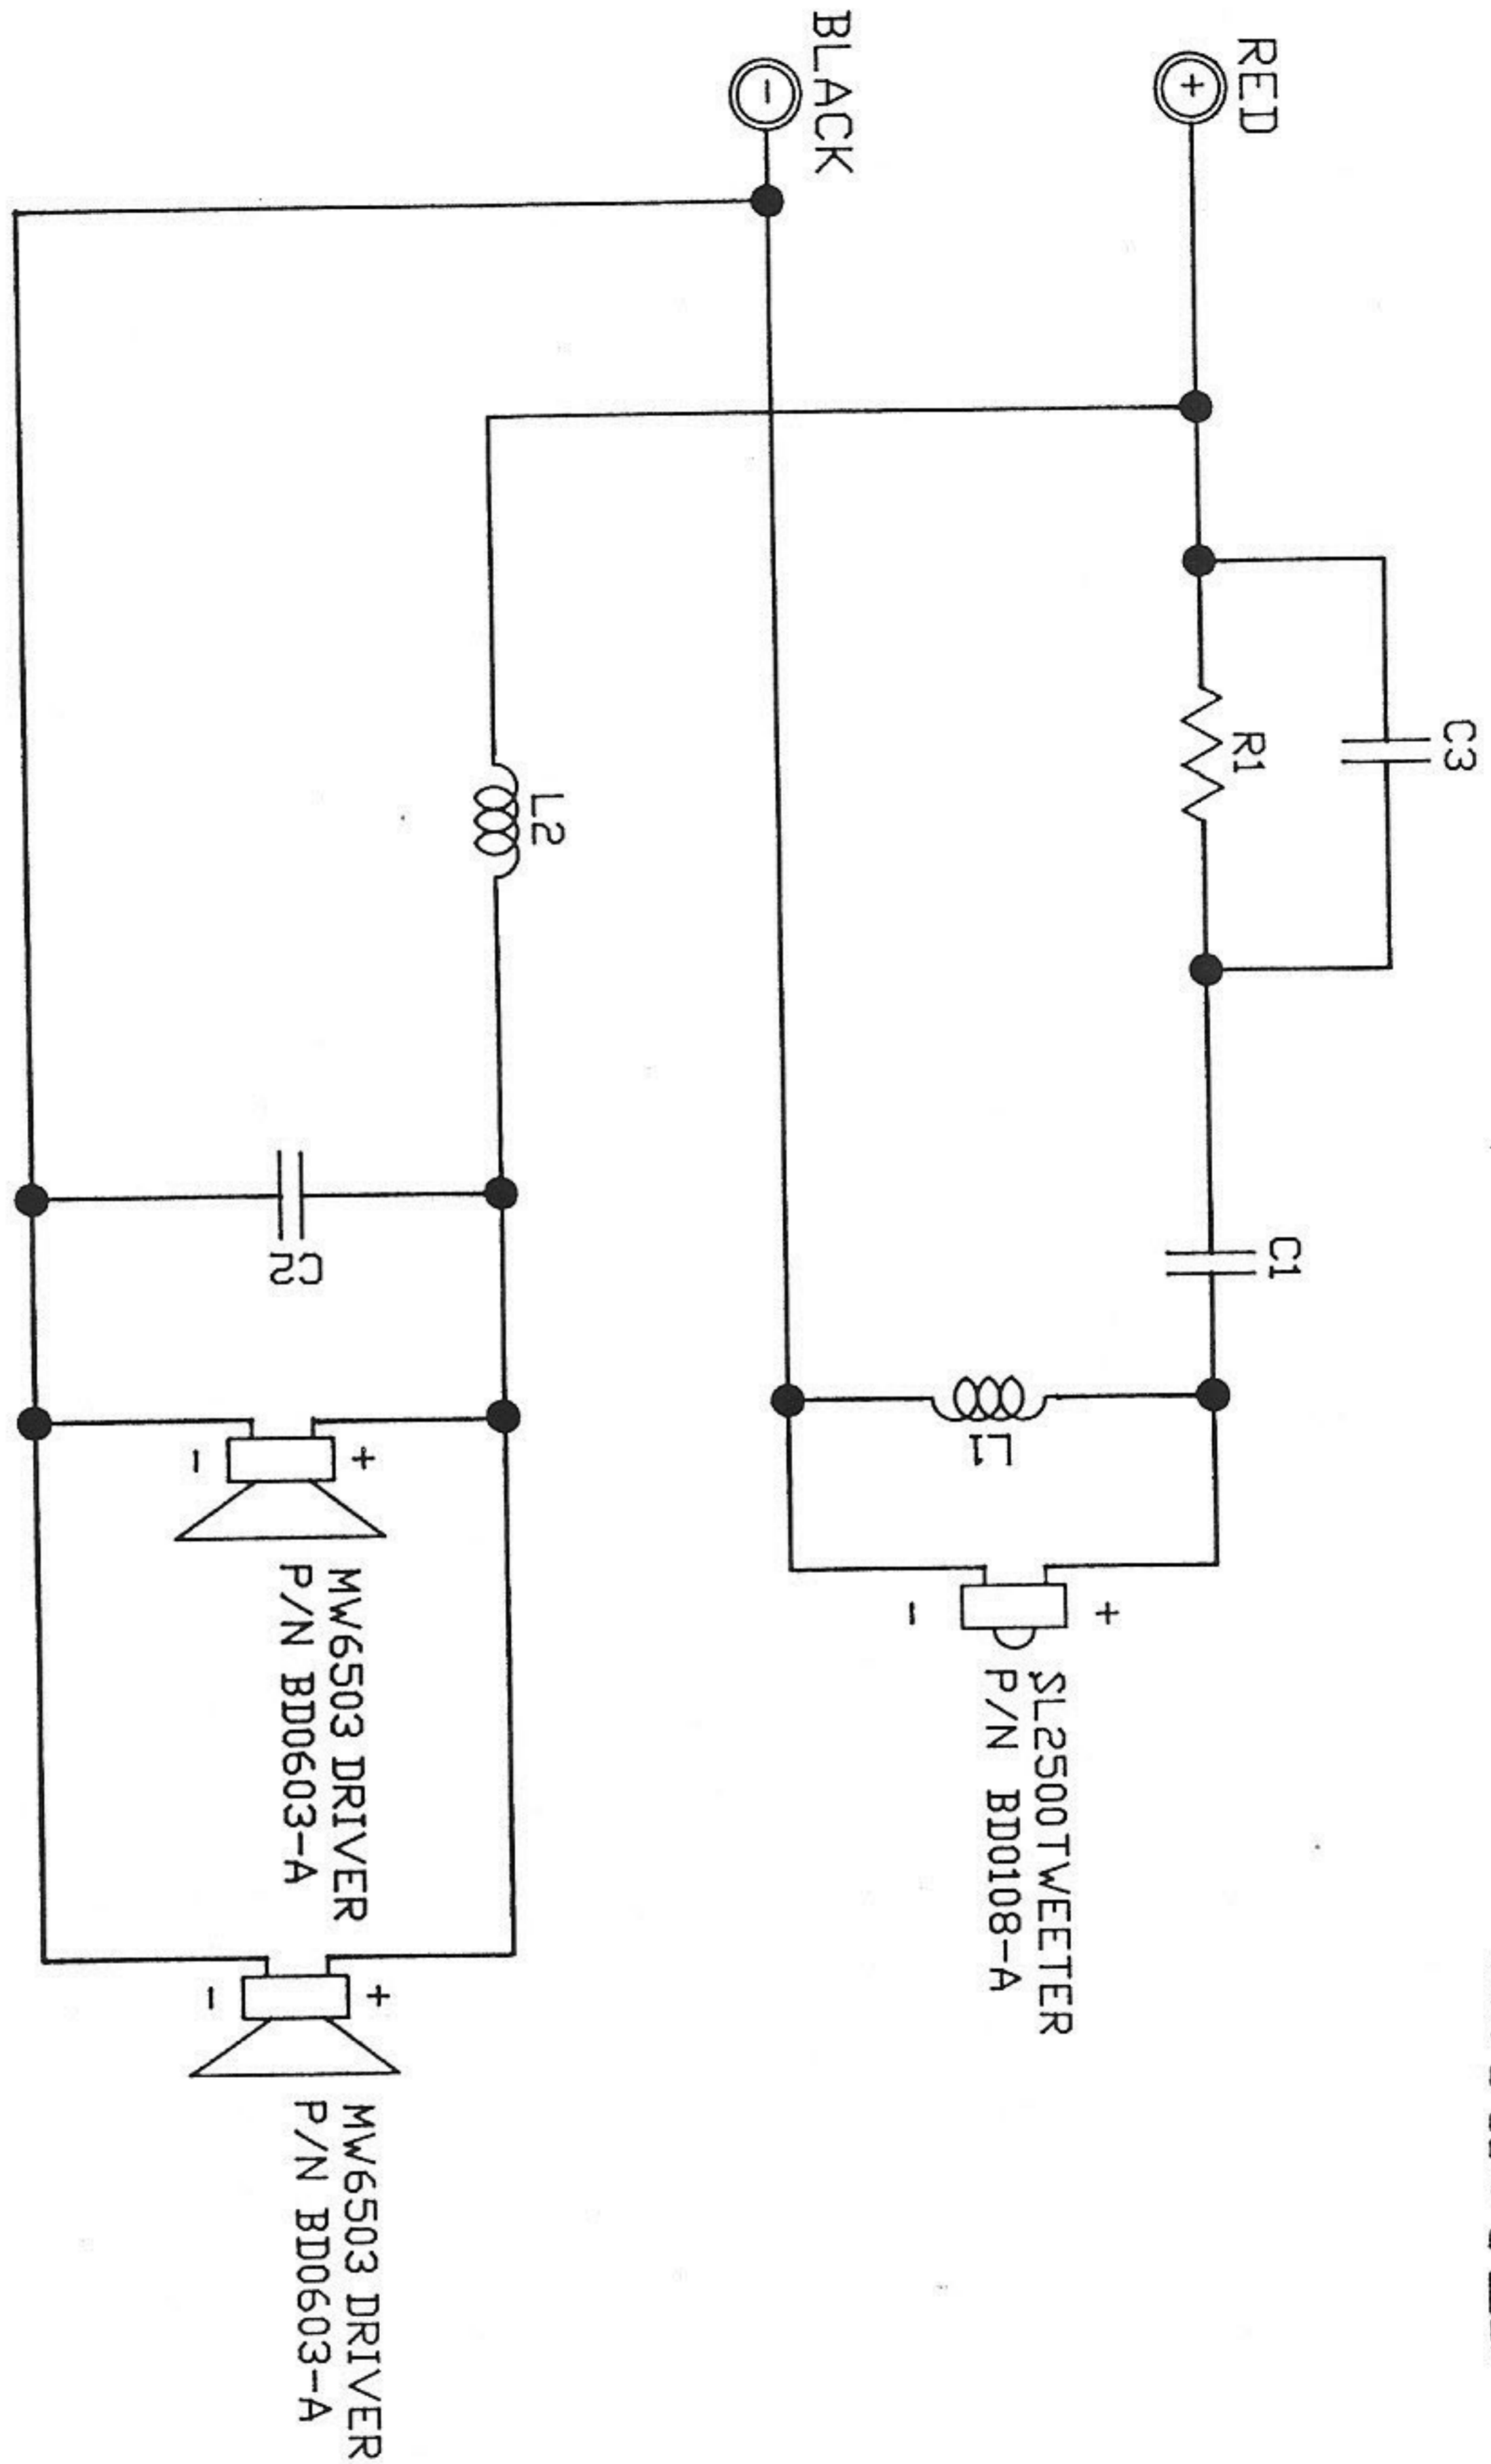 RED
+
BLACK
-
C3
R1
C1
L1
+
-
SL2500TWEETER
P/N BD0108-A
L2
C2
+
-
MW6503 DRIVER
P/N BD0603-A
+
-
MW6503 DRIVER
P/N BD0603-A